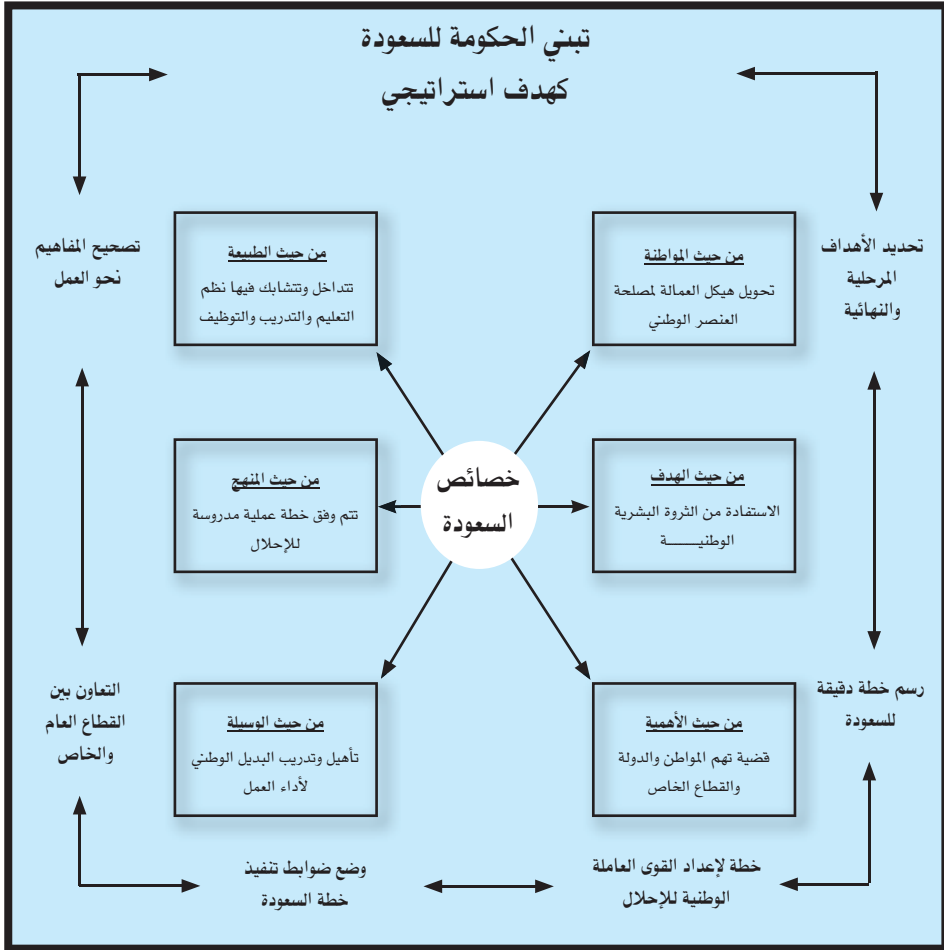 تبني الحكومة للسعودة
كهدف استراتيجي
تحديد الأهداف
المرحلية
والنهائية
تصحيح المفاهيم
نحو العمل
من حيث المواطنة
تحويل هيكل العمالة لمصلحة
العنصر الوطني
من حيث الطبيعة
تتداخل وتتشابك فيها نظم
التعليم والتدريب والتوظيف
خصائص
السعودة
من حيث الهدف
الاستفادة من الثروة البشرية
الوطنيـــــــة
من حيث المنهج
تتم وفق خطة عملية مدروسة
للإحلال
من حيث الأهمية
قضية تهم المواطن والدولة
والقطاع الخاص
من حيث الوسيلة
تأهيل وتدريب البديل الوطني
لأداء العمل
رسم خطة دقيقة
للسعودة
التعاون بين
القطاع العام
والخاص
خطة لإعداد القوى العاملة
الوطنية للإحلال
وضع ضوابط تنفيذ
خطة السعودة